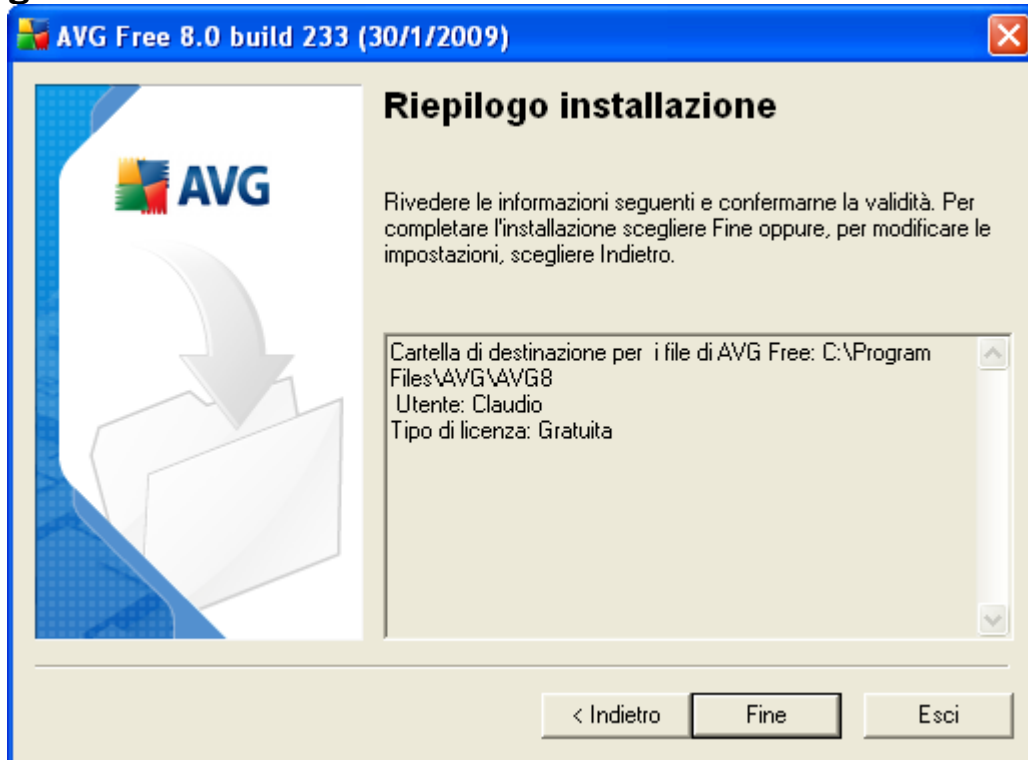 g
AVG Free 8.0 build 233 (30/1/2009)
AVG
Riepilogo installazione
Rivedere le informazioni seguenti e confermarne la validità. Per
completare l'installazione scegliere Fine oppure, per modificare le
impostazioni, scegliere Indietro.
Cartella di destinazione per  i file di AVG Free: C:\Program
Files\AVG\AVG8
Utente: Claudio
Tipo di licenza: Gratuita
< Indietro
Fine
Esci